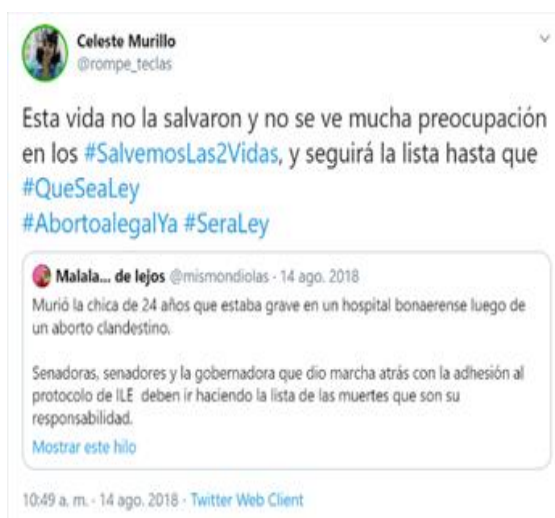 Celeste Murillo
@rompe_teclas
Esta vida no la salvaron y no se ve mucha preocupación
en los #SalvemosLas2Vidas, y seguirá la lista hasta que
#QueSeaLey
#AbortoalegalYa #SeraLey
Malala... de lejos @mismondiolas · 14 ago. 2018
Murió la chica de 24 años que estaba grave en un hospital bonaerense luego de
un aborto clandestino.
Senadoras, senadores y la gobernadora que dio marcha atrás con la adhesión al
protocolo de ILE deben ir haciendo la lista de las muertes que son su
responsabilidad.
Mostrar este hilo
10:49 a. m. · 14 ago. 2018 · Twitter Web Client